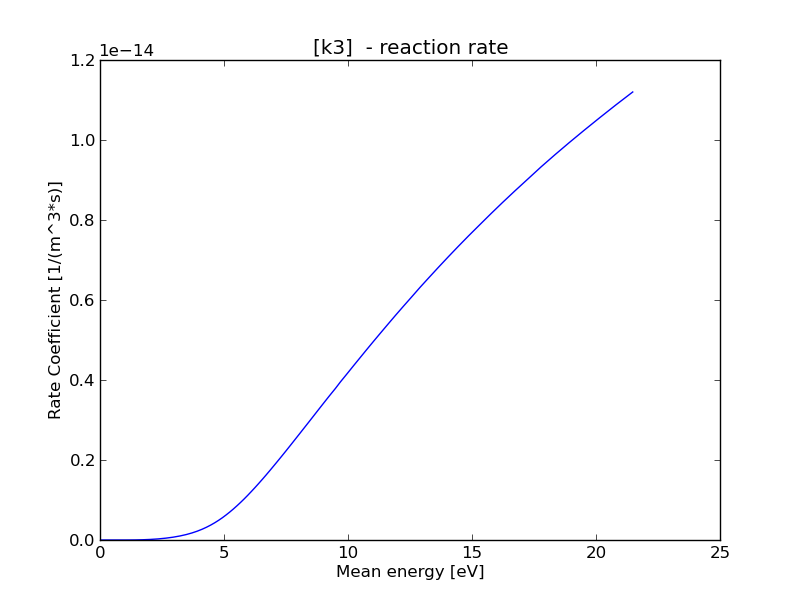 [k3]  - reaction rate
1e−14
1.2
1.0
0.8
0.6
0.4
0.2
0.0
Rate Coefficient [1/(m^3*s)]
0 5 10 15 20 25
Mean energy [eV]